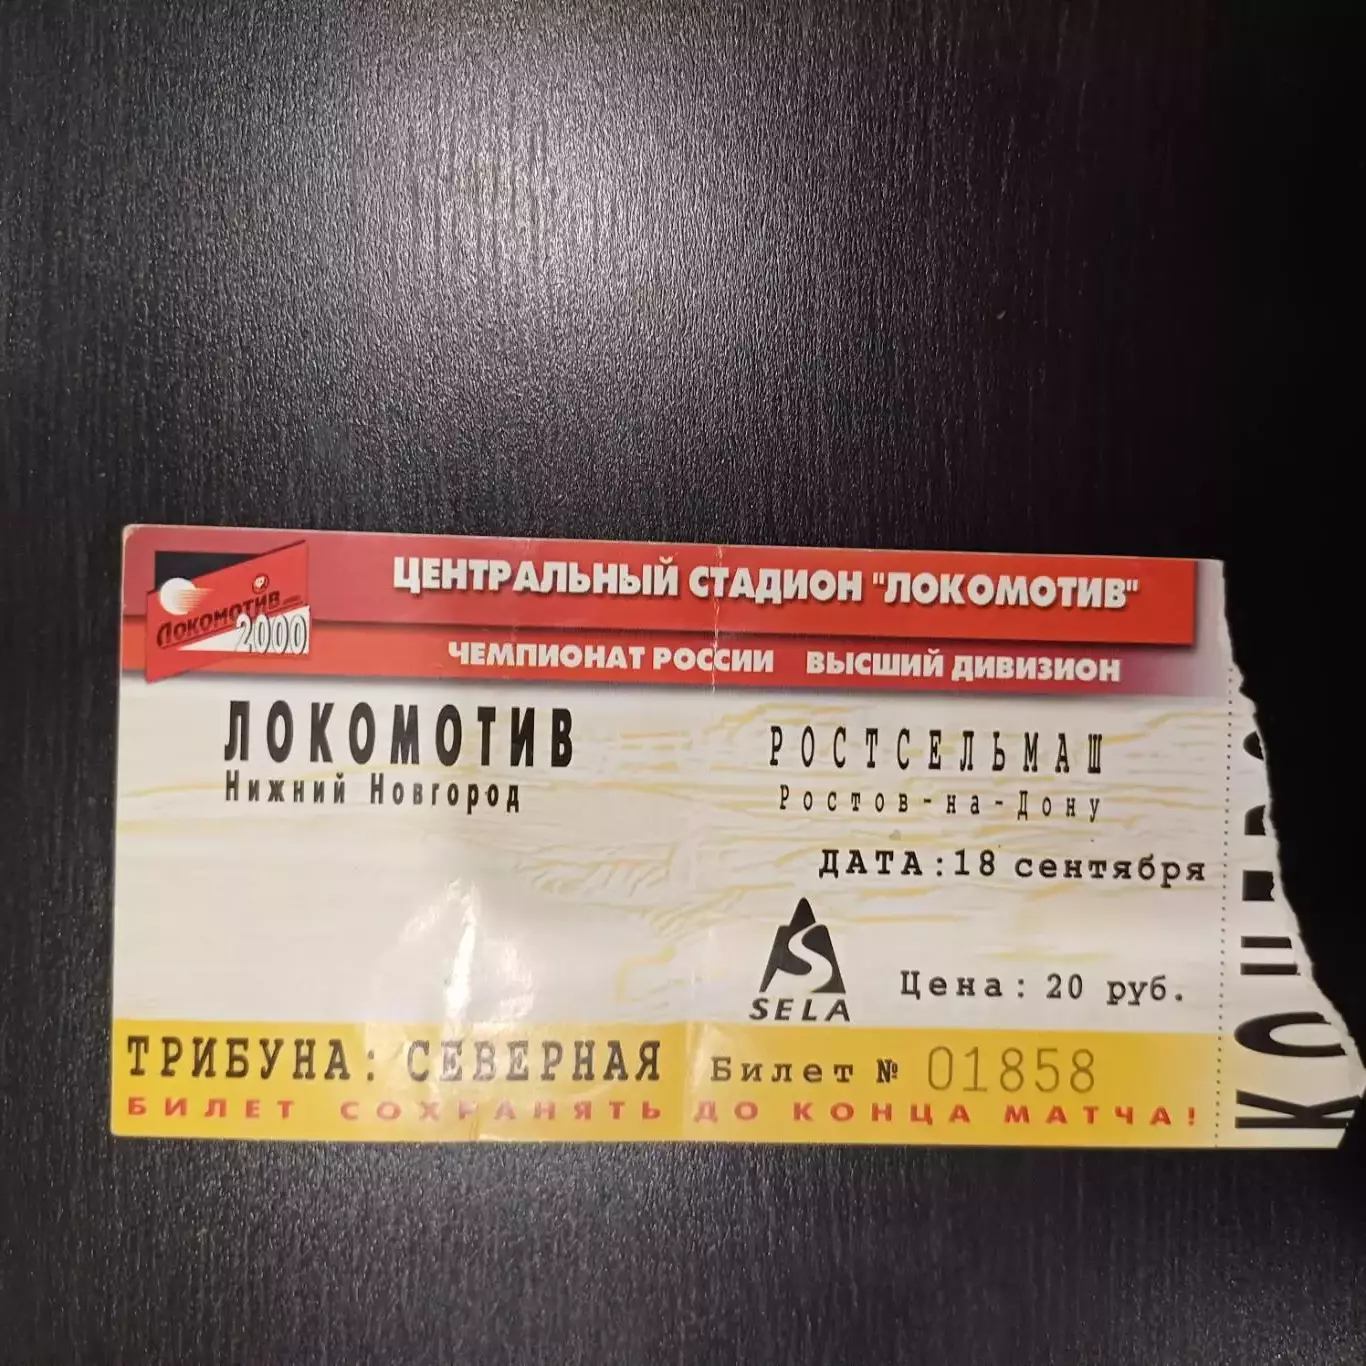 ЦЕНТРАЛЬНЫЙ СТАДИОН "ЛОКОМОТИВ"
ЧЕМПИОНАТ РОССИИ ВЫСШИЙ ДИВИЗИОН
ЛОКОМОТИВ
2000
ЛОКОМОТИВ
Нижний Новгород
РОСТСЕЛЬМАШ
Ростов-на-Дону
ДАТА:18 сентября
SELA
Цена: 20 руб.
ТРИБУНА: СЕВЕРНАЯ
Билет № 01858
БИЛЕТ СОХРАНЯТЬ ДО КОНЦА МАТЧА!